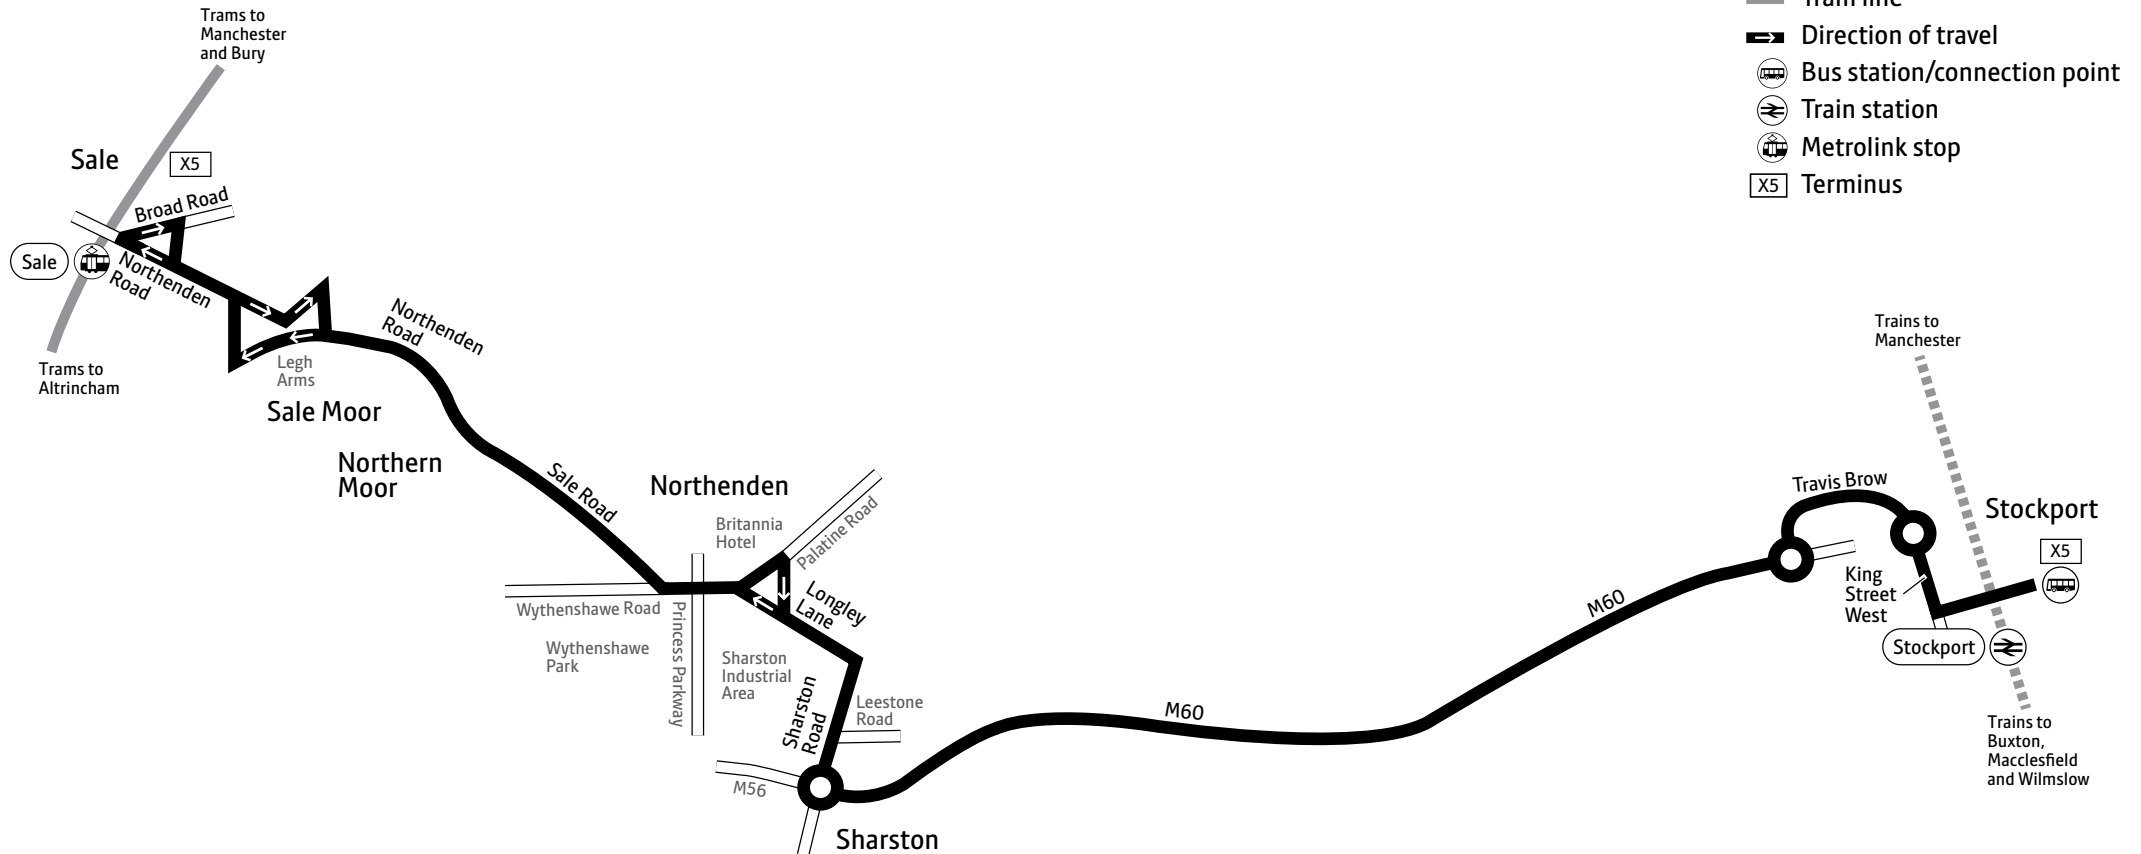 Trams to
Manchester
and Bury
Tram line
Direction of travel
Bus station/connection point
Train station
Metrolink stop
X5 Terminus
Sale
X5
Broad Road
Sale
Northenden
Road
Northenden
Road
Legh
Arms
Trams to
Altrincham
Sale Moor
Northern
Moor
Sale Road
Northenden
Britannia
Hotel
Palatine Road
Longley
Lane
Wythenshawe Road
Princess Parkway
Wythenshawe
Park
Sharston
Industrial
Area
Sharston
Road
Leestone
Road
M56
Sharston
M60
M60
Trains to
Manchester
Travis Brow
Stockport
X5
King
Street
West
Stockport
Trains to
Buxton,
Macclesfield
and Wilmslow